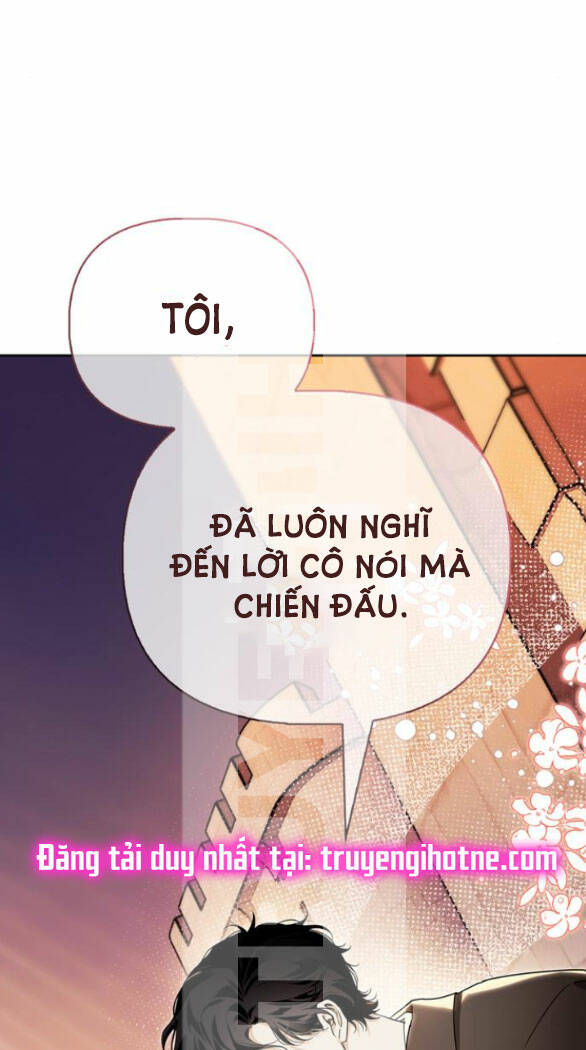 TÔI,
ĐÃ LUÔN NGHĨ
ĐẾN LỜI CÔ NÓI MÀ
CHIẾN ĐẤU.
Đăng tải duy nhất tại: truyengihotne.com